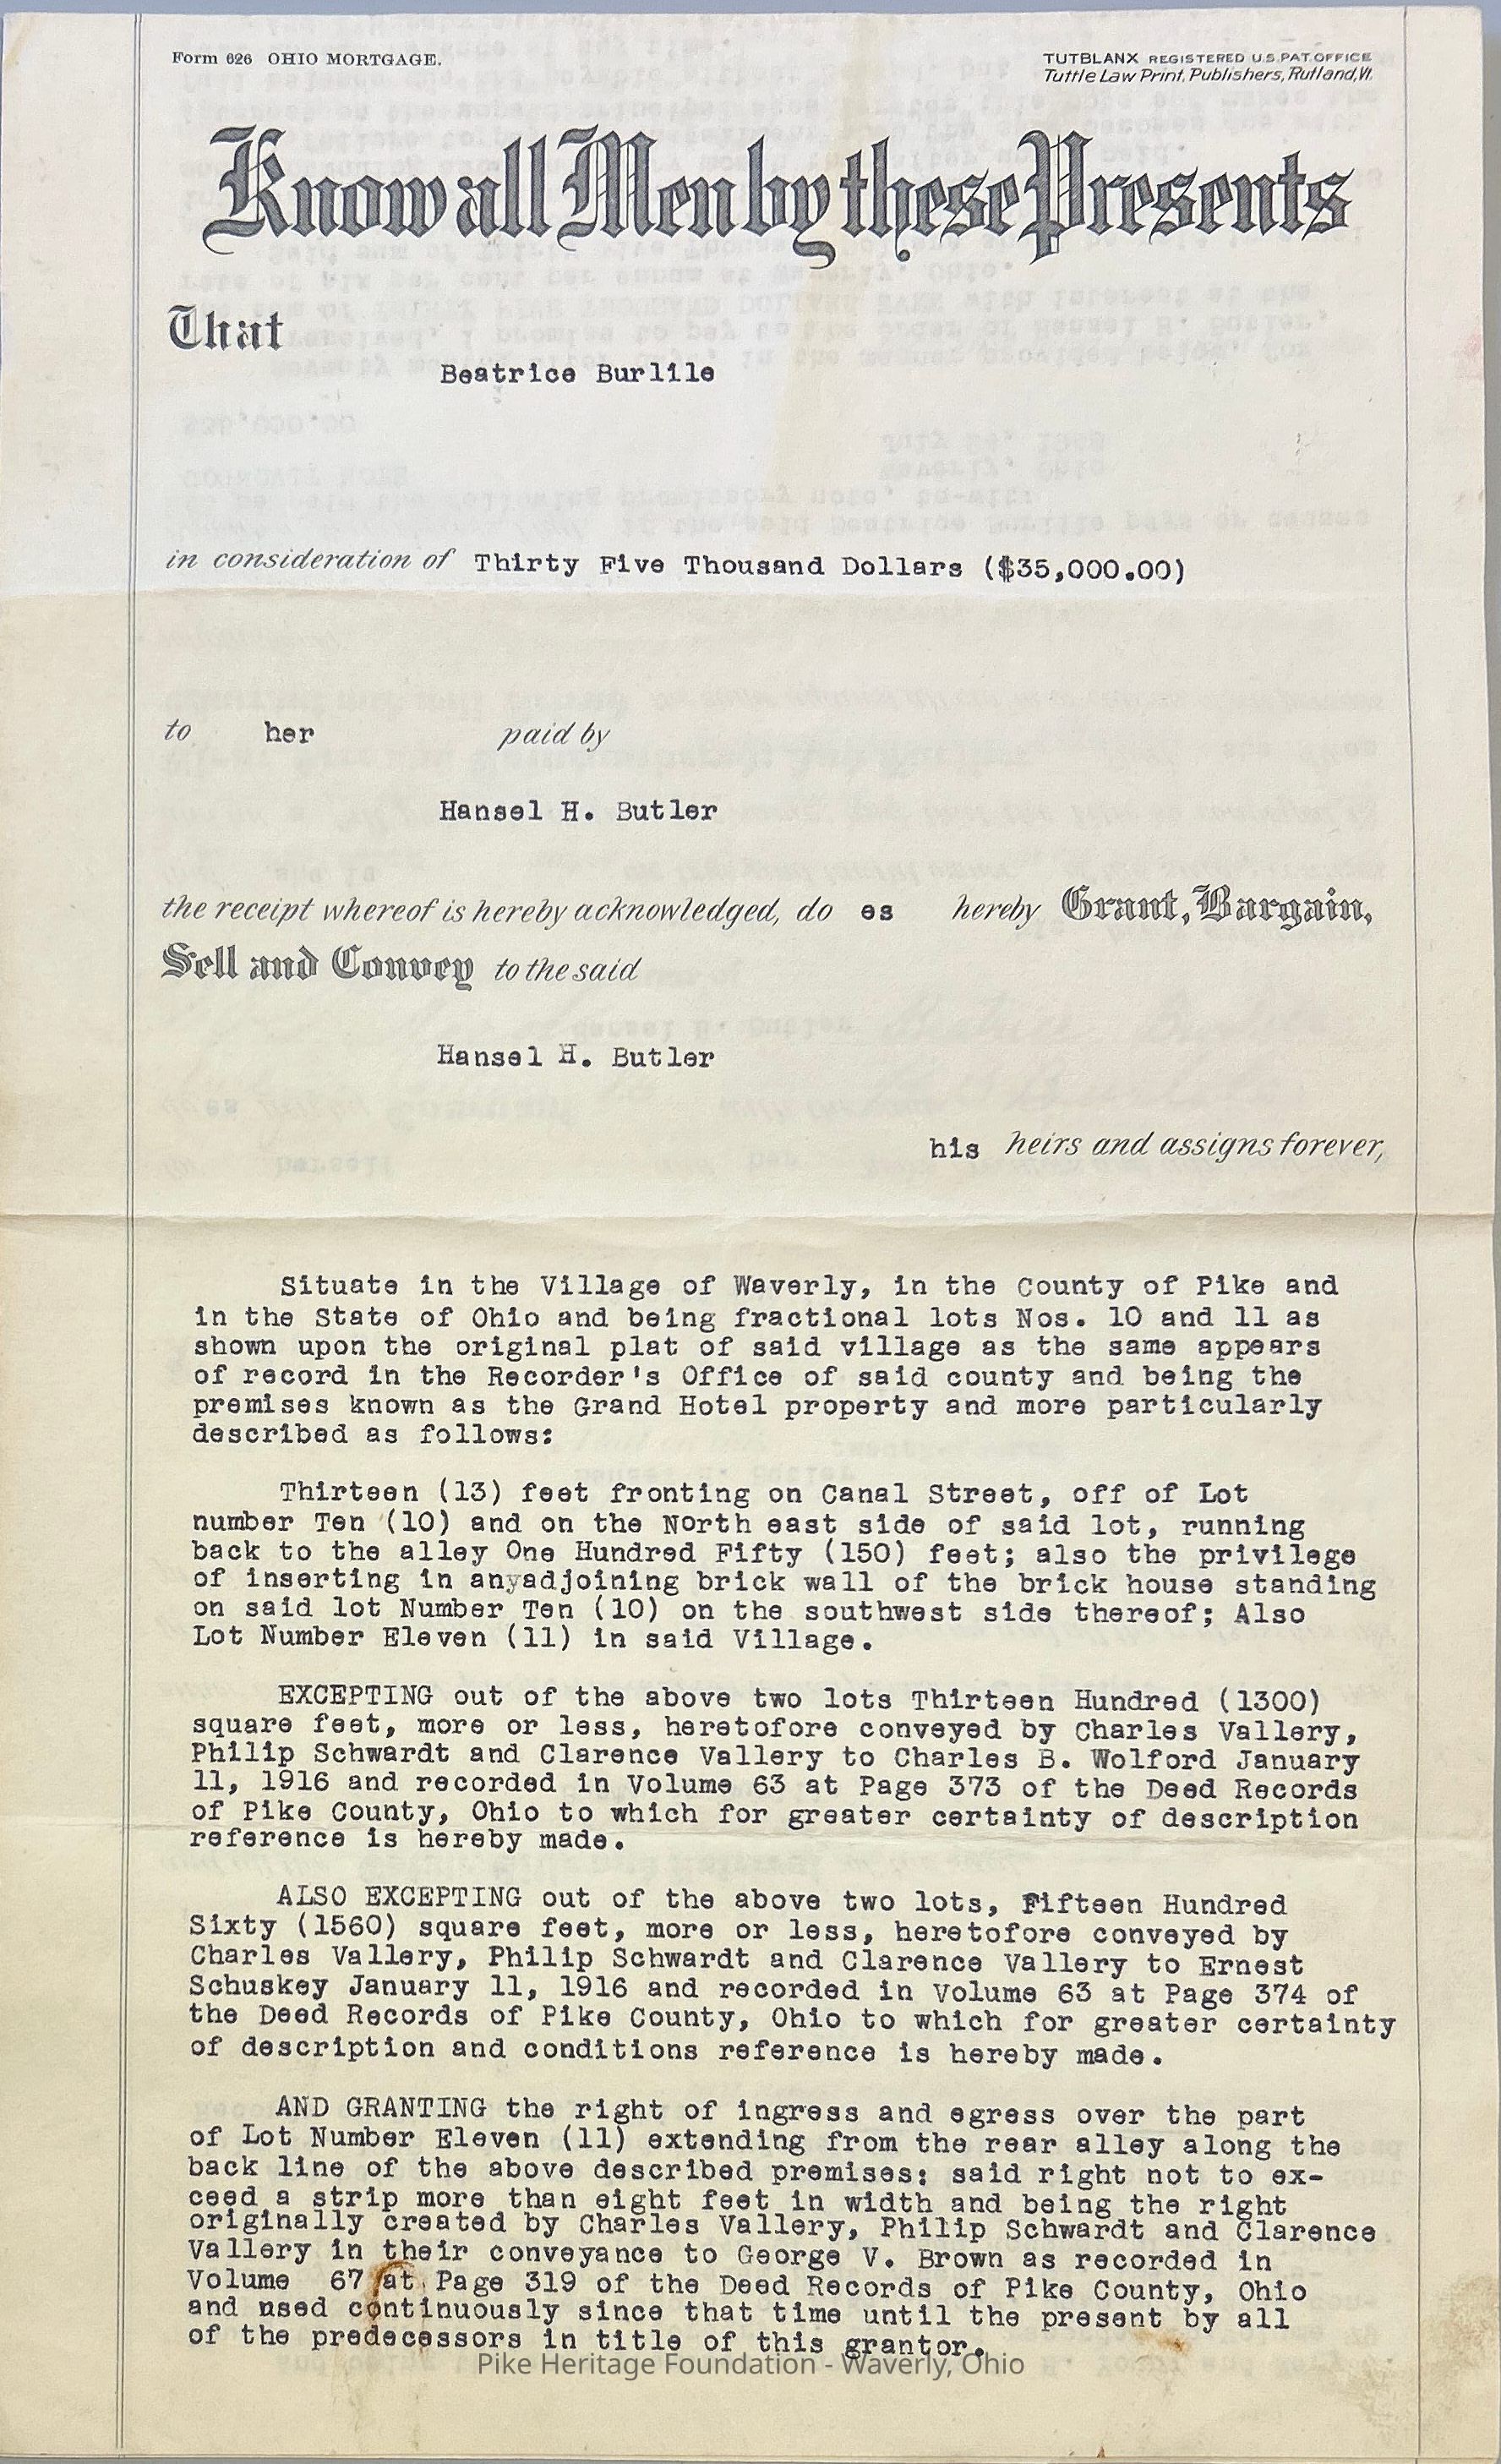 Form 626 OHIO MORTGAGE.
TUTBLANX REGISTERED U.S. PAT. OFFICE
Tuttle Law Print, Publishers, Rutland, Vt.
Know all Men by these Presents
That
Beatrice Burlile
in consideration of Thirty Five Thousand Dollars ($35,000.00)
to her paid by
Hansel H. Butler
the receipt whereof is hereby acknowledged, do es hereby Grant, Bargain,
Sell and Convey to the said
Hansel H. Butler
his heirs and assigns forever,
Situate in the Village of Waverly, in the County of Pike and
in the State of Ohio and being fractional lots Nos. 10 and 11 as
shown upon the original plat of said village as the same appears
of record in the Recorder's Office of said county and being the
premises known as the Grand Hotel property and more particularly
described as follows:
Thirteen (13) feet fronting on Canal Street, off of Lot
number Ten (10) and on the North east side of said lot, running
back to the alley One Hundred Fifty (150) feet; also the privilege
of inserting in anyadjoining brick wall of the brick house standing
on said lot Number Ten (10) on the southwest side thereof; Also
Lot Number Eleven (11) in said Village.
EXCEPTING out of the above two lots Thirteen Hundred (1300)
square feet, more or less, heretofore conveyed by Charles Vallery,
Philip Schwardt and Clarence Vallery to Charles B. Wolford January
11, 1916 and recorded in Volume 63 at Page 373 of the Deed Records
of Pike County, Ohio to which for greater certainty of description
reference is hereby made.
ALSO EXCEPTING out of the above two lots, Fifteen Hundred
Sixty (1560) square feet, more or less, heretofore conveyed by
Charles Vallery, Philip Schwardt and Clarence Vallery to Ernest
Schuskey January 11, 1916 and recorded in Volume 63 at Page 374 of
the Deed Records of Pike County, Ohio to which for greater certainty
of description and conditions reference is hereby made.
AND GRANTING the right of ingress and egress over the part
of Lot Number Eleven (11) extending from the rear alley along the
back line of the above described premises: said right not to ex-
ceed a strip more than eight feet in width and being the right
originally created by Charles Vallery, Philip Schwardt and Clarence
Vallery in their conveyance to George V. Brown as recorded in
Volume 67 at Page 319 of the Deed Records of Pike County, Ohio
and used continuously since that time until the present by all
of the predecessors in title of this grantor.
Pike Heritage Foundation - Waverly, Ohio